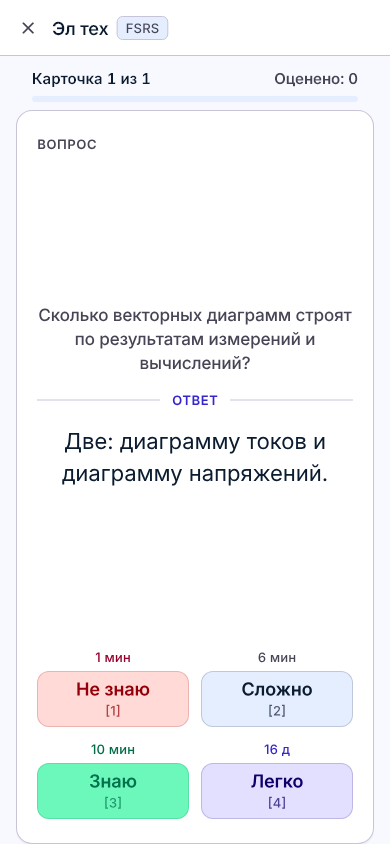 Эл тех FSRS
Карточка 1 из 1 Оценено: 0
ВОПРОС
Сколько векторных диаграмм строят
по результатам измерений и
вычислений?
ОТВЕТ
Две: диаграмму токов и
диаграмму напряжений.
1 мин 6 мин
Не знаю Сложно
[1] [2]
10 мин 16 д
Знаю Легко
[3] [4]